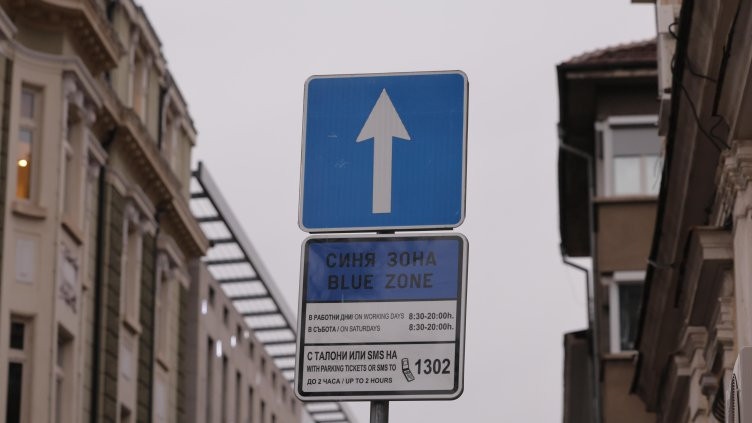 СИНЯ ЗОНА
BLUE ZONE
В РАБОТНИ ДНИ/ ON WORKING DAYS 8:30-20:00h.
В СЪБОТА/ ON SATURDAYS 8:30-20:00h.
С ТАЛОНИ ИЛИ SMS НА
WITH PARKING TICKETS OR SMS TO 1302
ДО 2 ЧАСА / UP TO 2 HOURS